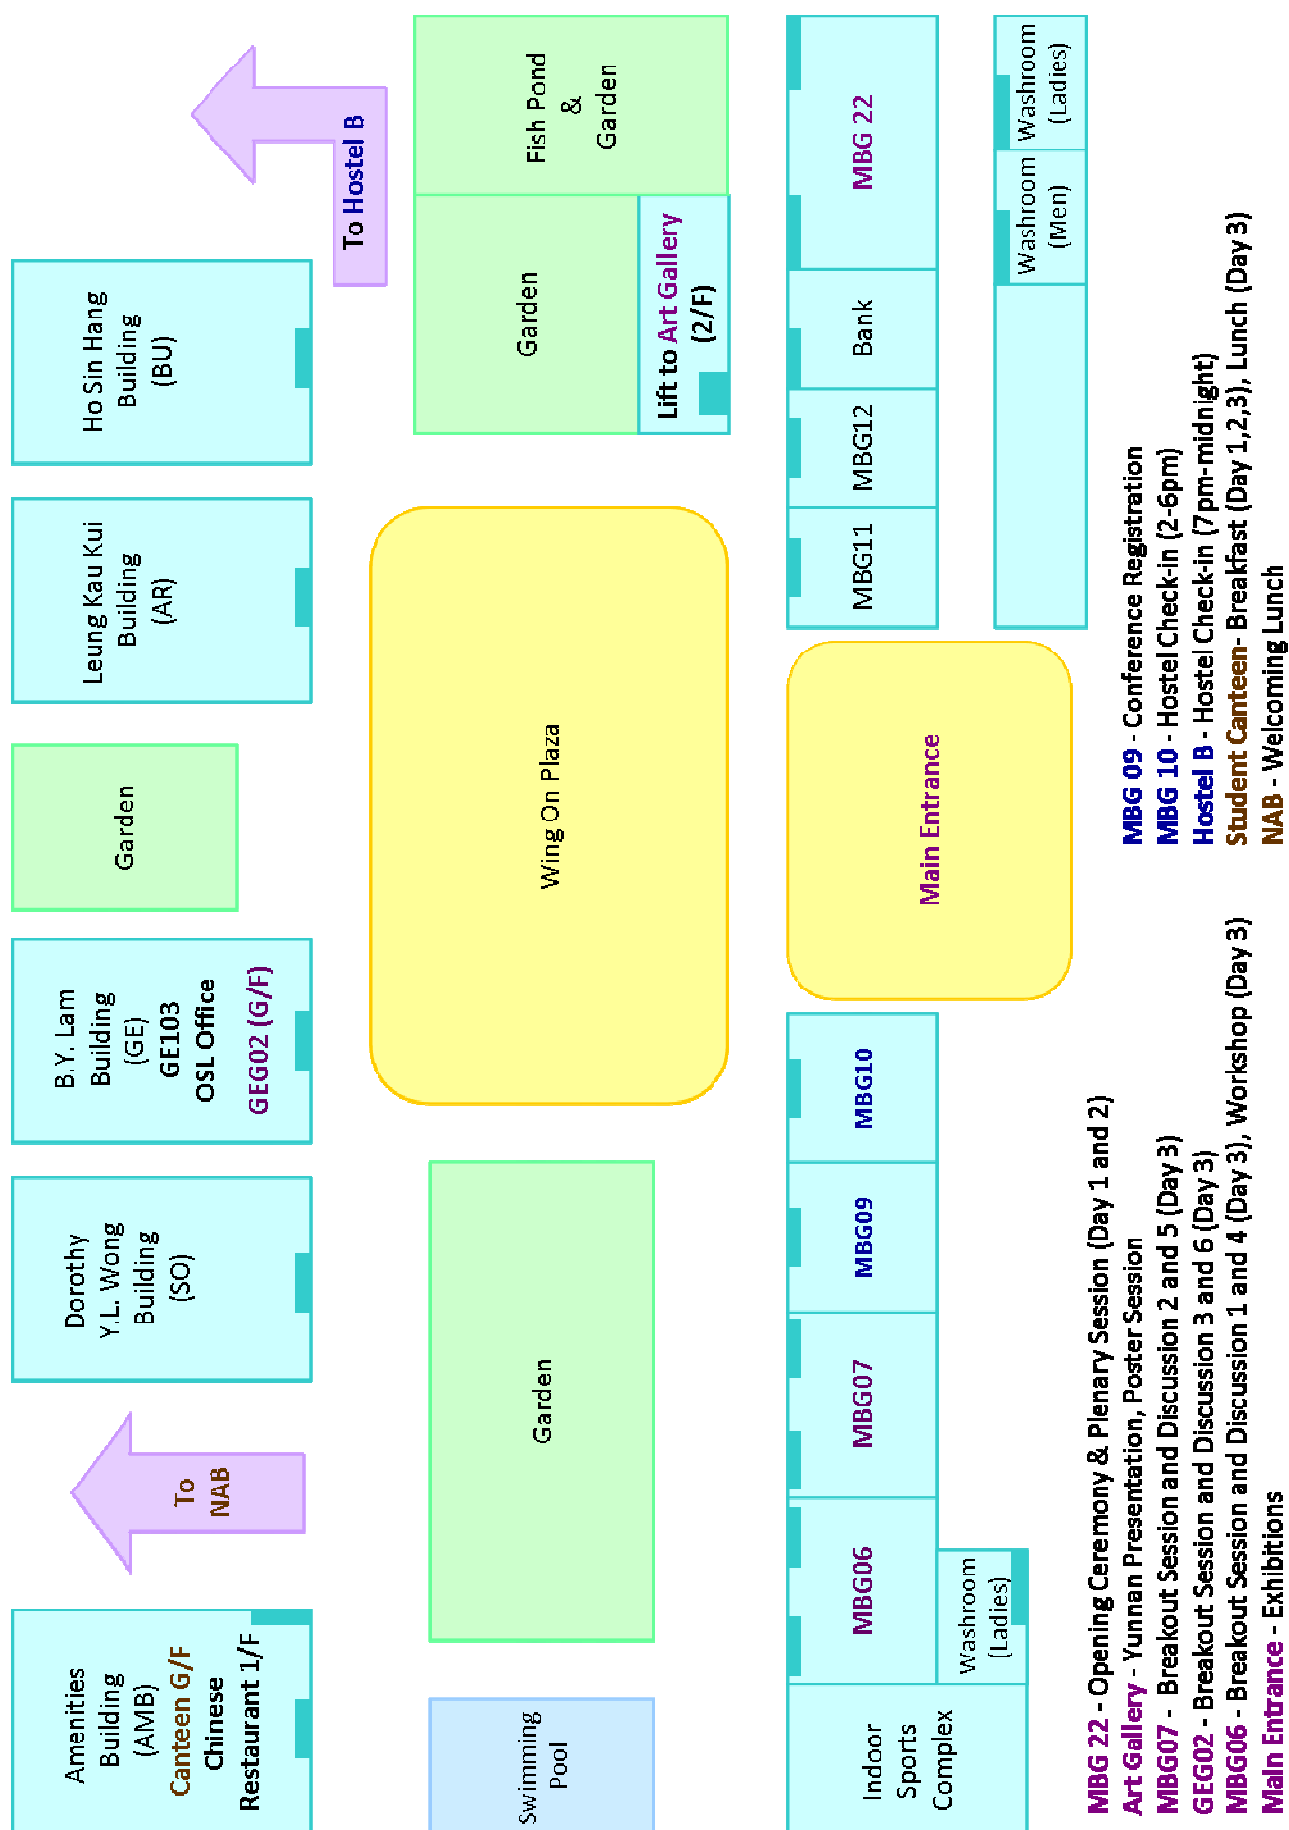 Amenities
Building
(AMB)
Canteen G/F
Chinese
Restaurant 1/F
To
NAB
Dorothy
Y.L. Wong
Building
(SO)
B.Y. Lam
Building
(GE)
GE103
OSL Office
GEG02 (G/F)
Garden
Leung Kau Kui
Building
(AR)
Ho Sin Hang
Building
(BU)
To Hostel B
Swimming
Pool
Garden
Wing On Plaza
Garden
Lift to Art Gallery
(2/F)
Fish Pond
&
Garden
Indoor
Sports
Complex
MBG06
Washroom
(Ladies)
MBG07
MBG09
MBG10
Main Entrance
MBG11
MBG12
Bank
MBG 22
Washroom
(Men)
Washroom
(Ladies)
MBG 22 - Opening Ceremony & Plenary Session (Day 1 and 2)
Art Gallery - Yunnan Presentation, Poster Session
MBG07 - Breakout Session and Discussion 2 and 5 (Day 3)
GEG02 - Breakout Session and Discussion 3 and 6 (Day 3)
MBG06 - Breakout Session and Discussion 1 and 4 (Day 3), Workshop (Day 3)
Main Entrance - Exhibitions
MBG 09 - Conference Registration
MBG 10 - Hostel Check-in (2-6pm)
Hostel B - Hostel Check-in (7pm-midnight)
Student Canteen- Breakfast (Day 1,2,3), Lunch (Day 3)
NAB - Welcoming Lunch